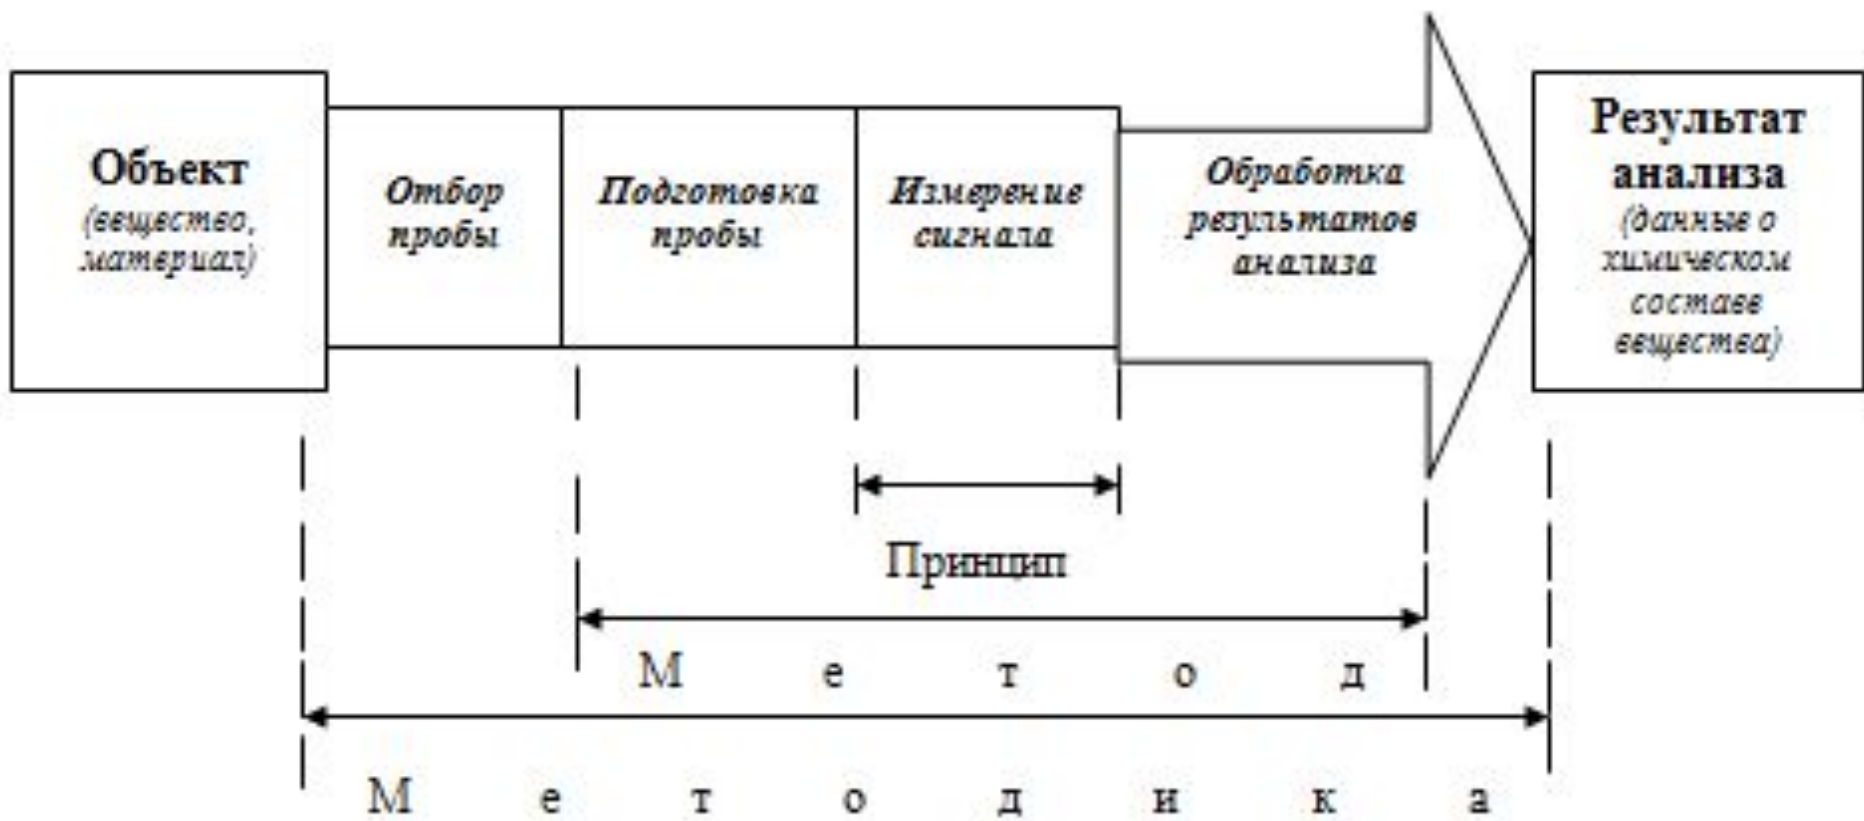 Объект
(вещество,
материал)
Отбор
пробы
Подготовка
пробы
Измерение
сигнала
Обработка
результатов
анализа
Результат
анализа
(данные о
химическом
составе
вещества)
Принцип
М е т о д
М е т о д и к а